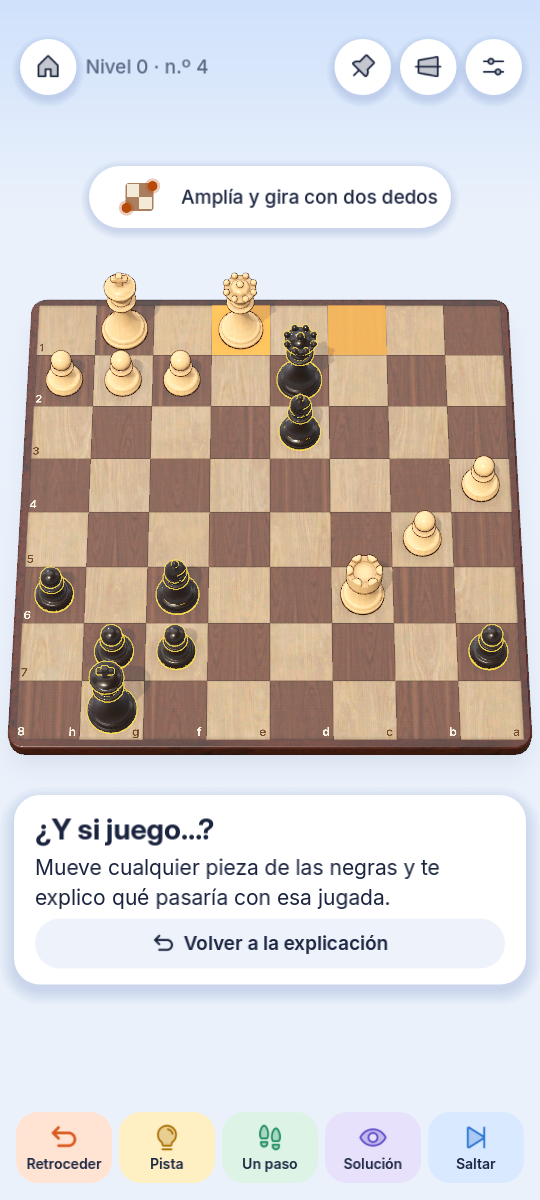 Nivel 0 · n.º 4
Amplía y gira con dos dedos
1
2
3
4
5
6
7
8 h g f e d c b a
¿Y si juego...?
Mueve cualquier pieza de las negras y te
explico qué pasaría con esa jugada.
Volver a la explicación
Retroceder Pista Un paso Solución Saltar